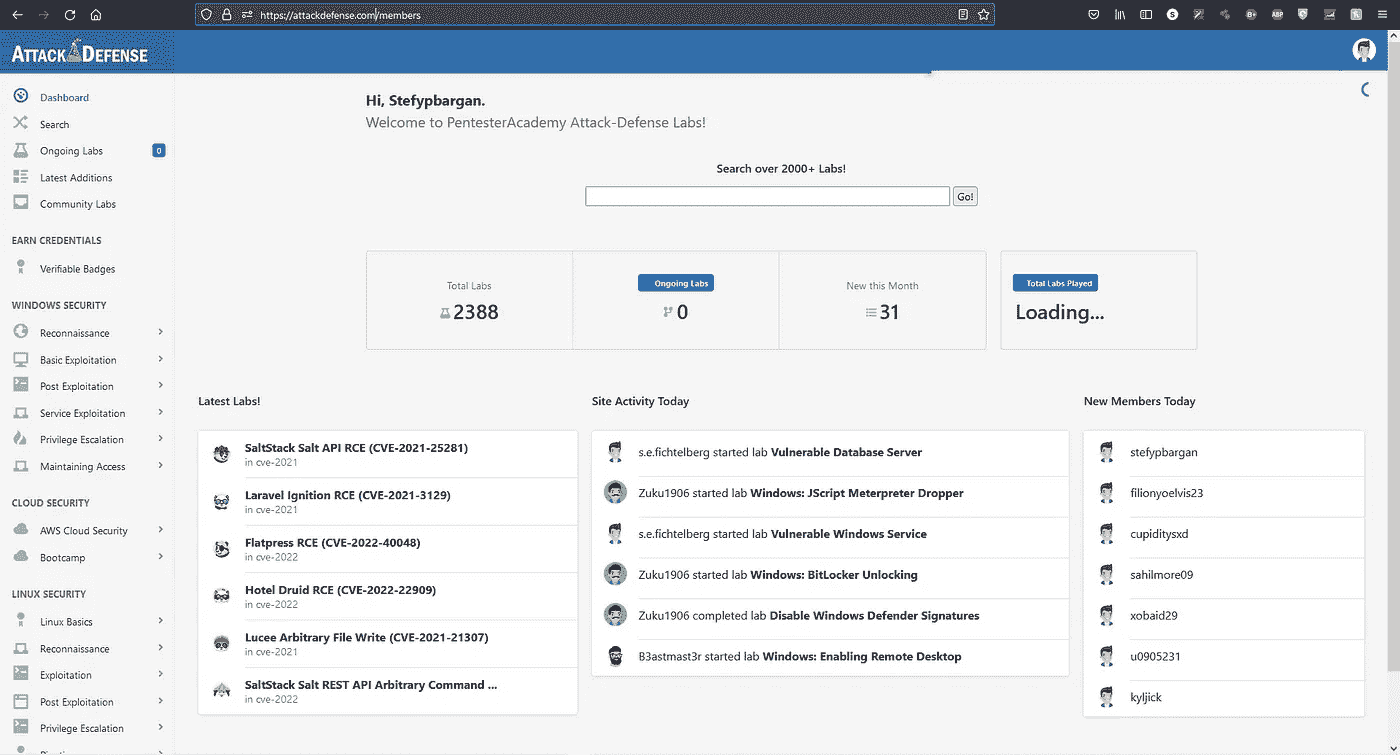 https://attackdefense.com/members
ATTACK DEFENSE
Dashboard
Search
Ongoing Labs 0
Latest Additions
Community Labs
EARN CREDENTIALS
Verifiable Badges
WINDOWS SECURITY
Reconnaissance
Basic Exploitation
Post Exploitation
Service Exploitation
Privilege Escalation
Maintaining Access
CLOUD SECURITY
AWS Cloud Security
Bootcamp
LINUX SECURITY
Linux Basics
Reconnaissance
Exploitation
Post Exploitation
Privilege Escalation
Hi, Stefypbargan.
Welcome to PentesterAcademy Attack-Defense Labs!
Search over 2000+ Labs!
Go!
Total Labs
2388
Ongoing Labs
0
New this Month
31
Total Labs Played
Loading...
Latest Labs!
SaltStack Salt API RCE (CVE-2021-25281)
in cve-2021
Laravel Ignition RCE (CVE-2021-3129)
in cve-2021
Flatpress RCE (CVE-2022-40048)
in cve-2022
Hotel Druid RCE (CVE-2022-22909)
in cve-2022
Lucee Arbitrary File Write (CVE-2021-21307)
in cve-2021
SaltStack Salt REST API Arbitrary Command ...
in cve-2022
Site Activity Today
s.e.fichtelberg started lab Vulnerable Database Server
Zuku1906 started lab Windows: JScript Meterpreter Dropper
s.e.fichtelberg started lab Vulnerable Windows Service
Zuku1906 started lab Windows: BitLocker Unlocking
Zuku1906 completed lab Disable Windows Defender Signatures
B3astmast3r started lab Windows: Enabling Remote Desktop
New Members Today
stefypbargan
filionyoelvis23
cupiditysxd
sahilmore09
xobaid29
u0905231
kyljick